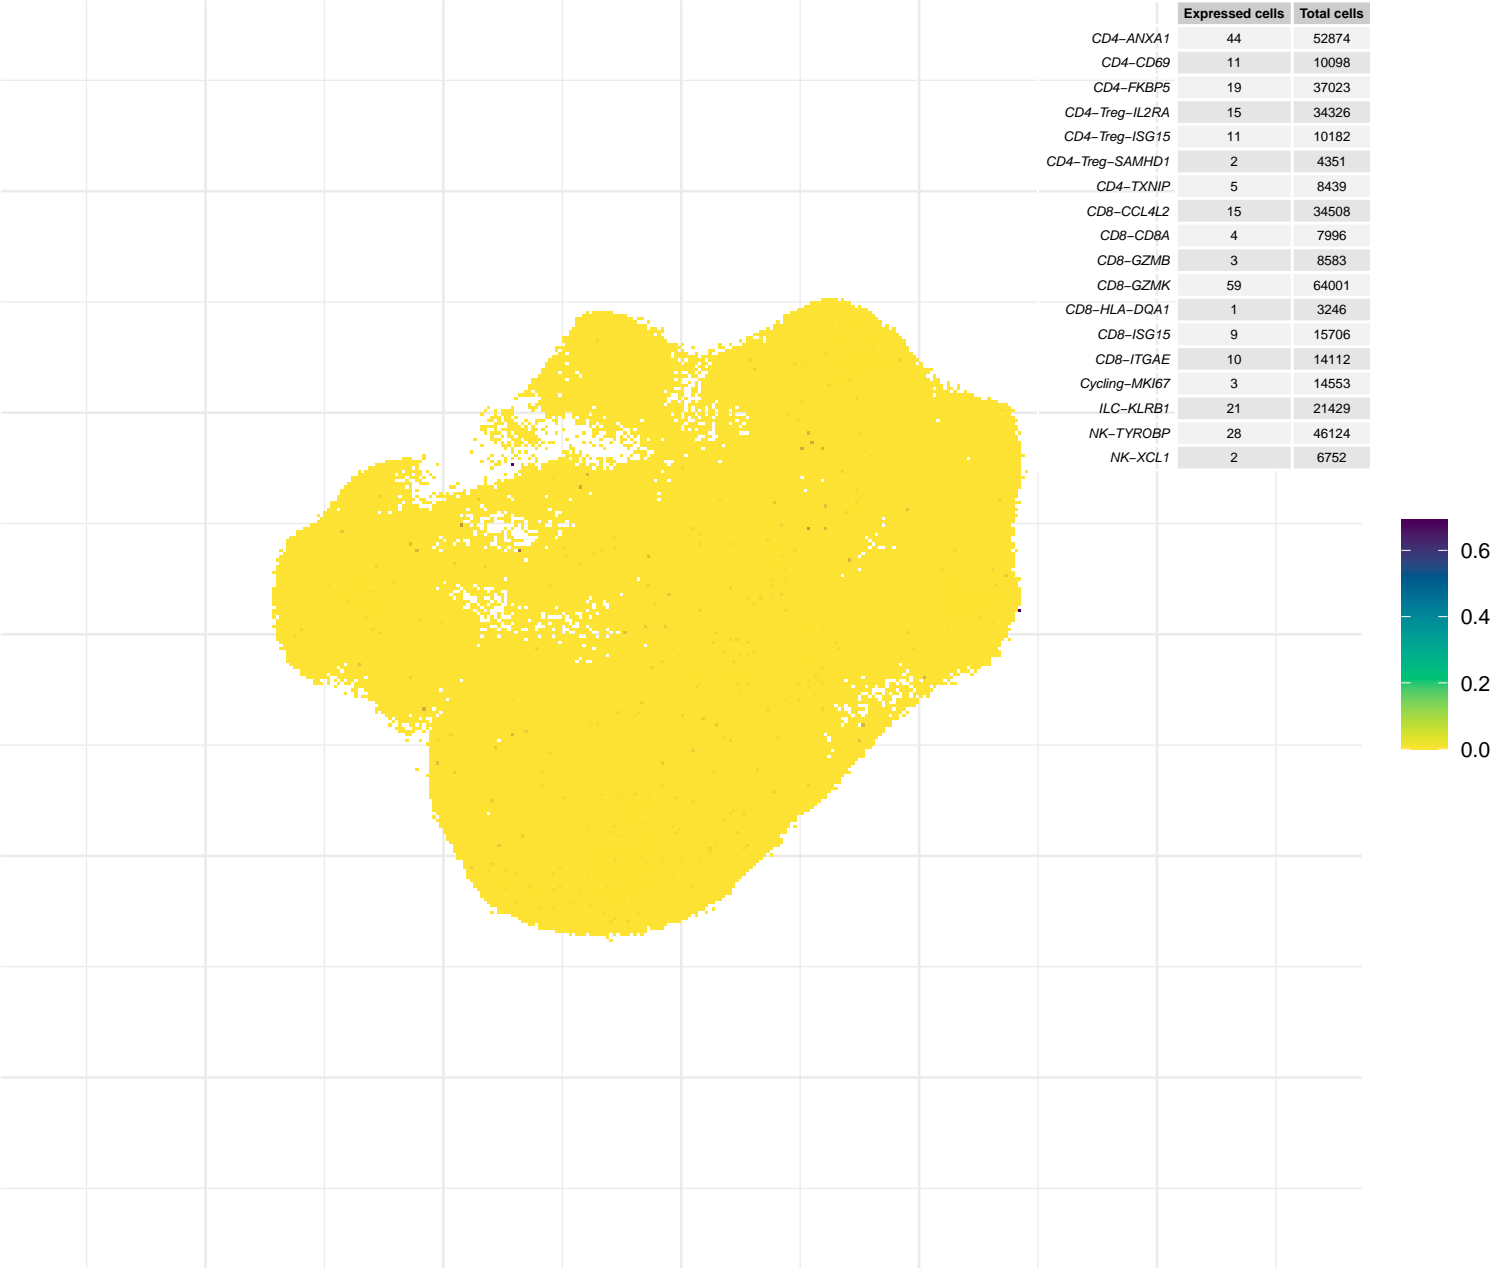 Expressed cells Total cells
CD4−ANXA1 44 52874
CD4−CD69 11 10098
CD4−FKBP5 19 37023
CD4−Treg−IL2RA 15 34326
CD4−Treg−ISG15 11 10182
CD4−Treg−SAMHD1 2 4351
CD4−TXNIP 5 8439
CD8−CCL4L2 15 34508
CD8−CD8A 4 7996
CD8−GZMB 3 8583
CD8−GZMK 59 64001
CD8−HLA−DQA1 1 3246
CD8−ISG15 9 15706
CD8−ITGAE 10 14112
Cycling−MKI67 3 14553
ILC−KLRB1 21 21429
NK−TYROBP 28 46124
NK−XCL1 2 6752
0.6
0.4
0.2
0.0